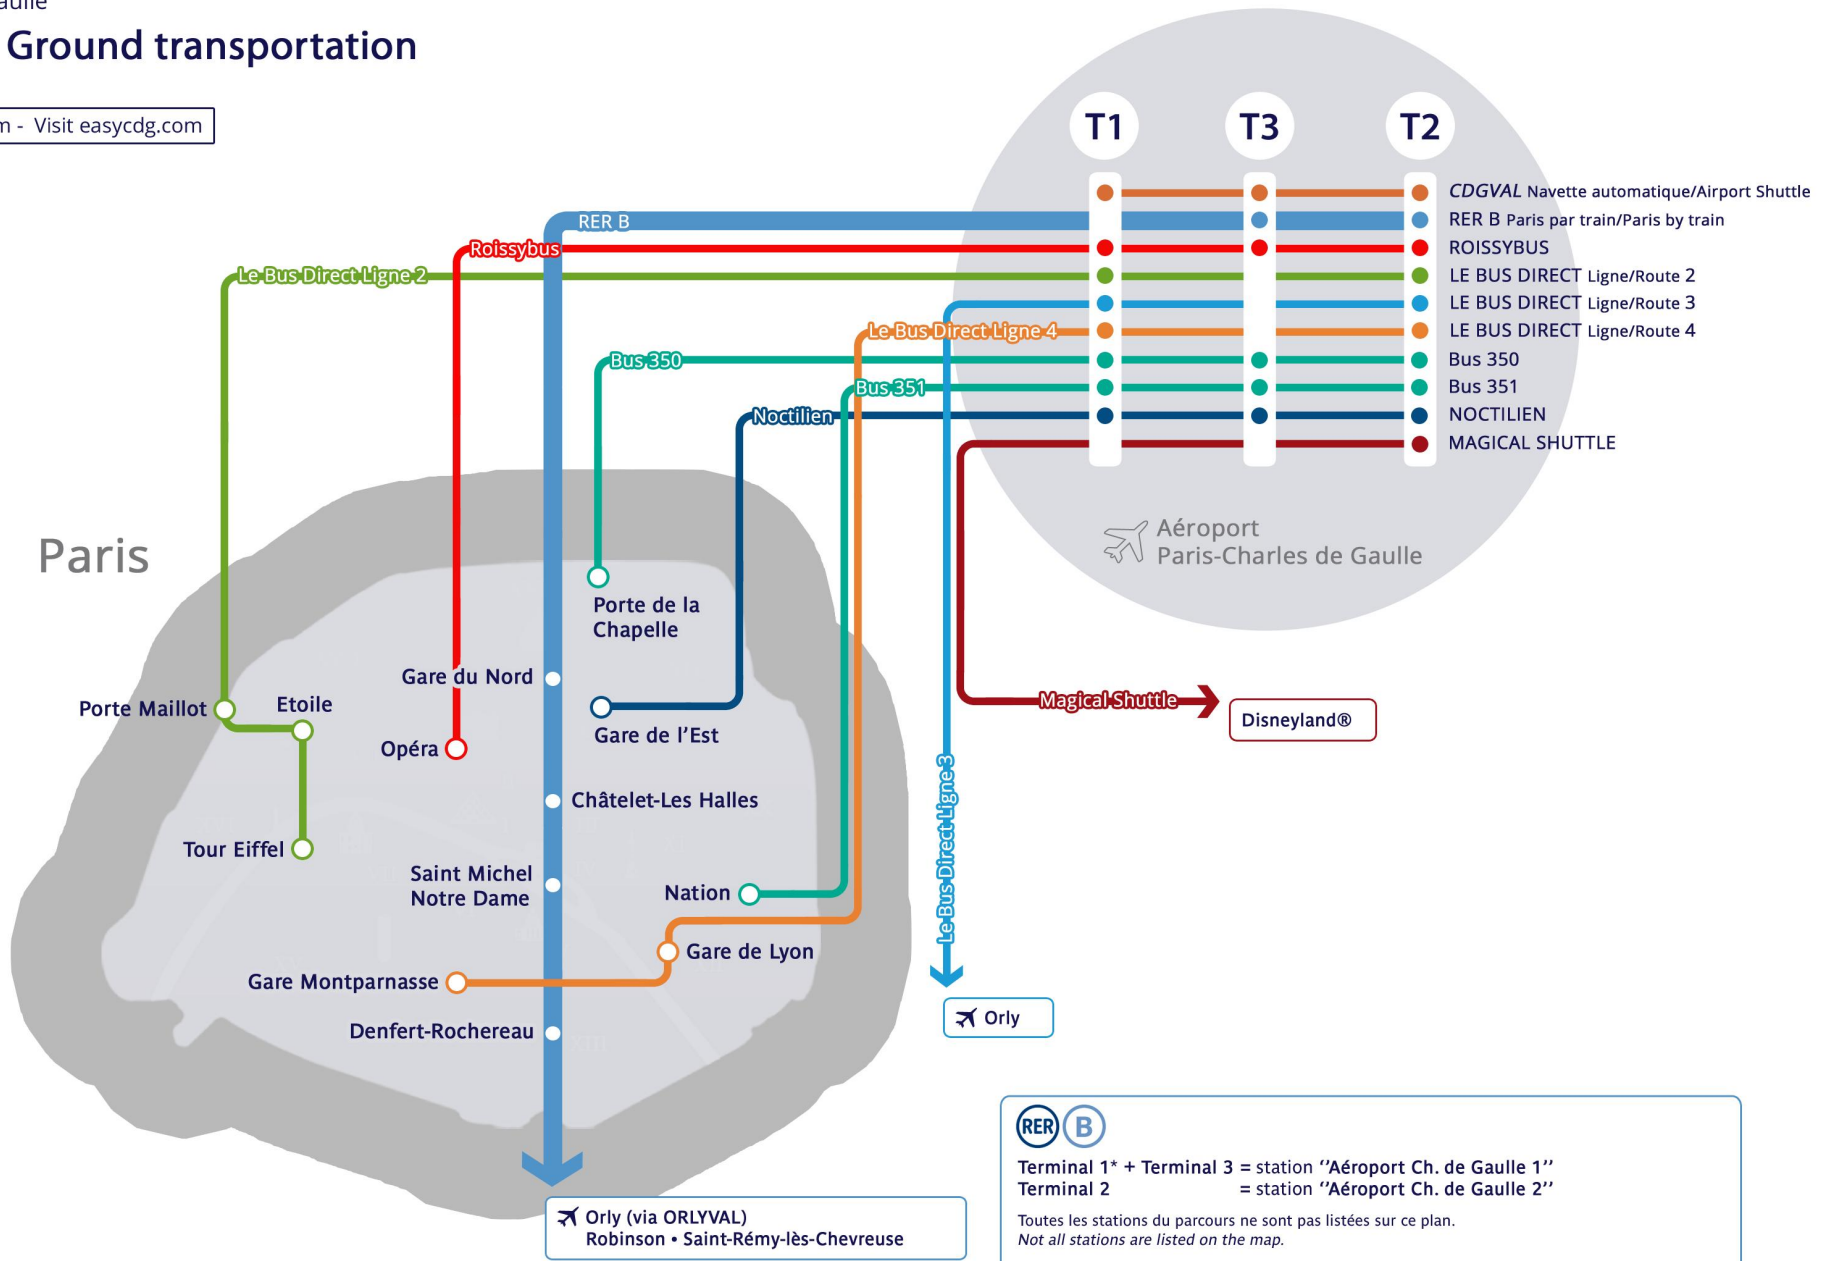 Ground transportation
- Visit easycdg.com
T1
T3
T2
CDGVAL Navette automatique/Airport Shuttle
RER B
RER B Paris par train/Paris by train
Roissybus
ROISSYBUS
Le Bus Direct Ligne 2
LE BUS DIRECT Ligne/Route 2
LE BUS DIRECT Ligne/Route 3
Le Bus Direct Ligne 4
LE BUS DIRECT Ligne/Route 4
Bus 350
Bus 350
Bus 351
Bus 351
Noctilien
NOCTILIEN
MAGICAL SHUTTLE
Aéroport
Paris-Charles de Gaulle
Paris
Porte de la
Chapelle
Gare du Nord
Porte Maillot
Etoile
Magical Shuttle
Disneyland®
Gare de l’Est
Opéra
Châtelet-Les Halles
Tour Eiffel
Le Bus Direct Ligne 3
Saint Michel
Notre Dame
Nation
Gare de Lyon
Gare Montparnasse
Orly
Denfert-Rochereau
RER B
Terminal 1* + Terminal 3 = station ‘’Aéroport Ch. de Gaulle 1’’
Terminal 2 = station ‘’Aéroport Ch. de Gaulle 2’’
Toutes les stations du parcours ne sont pas listées sur ce plan.
Not all stations are listed on the map.
Orly (via ORLYVAL)
Robinson • Saint-Rémy-lès-Chevreuse